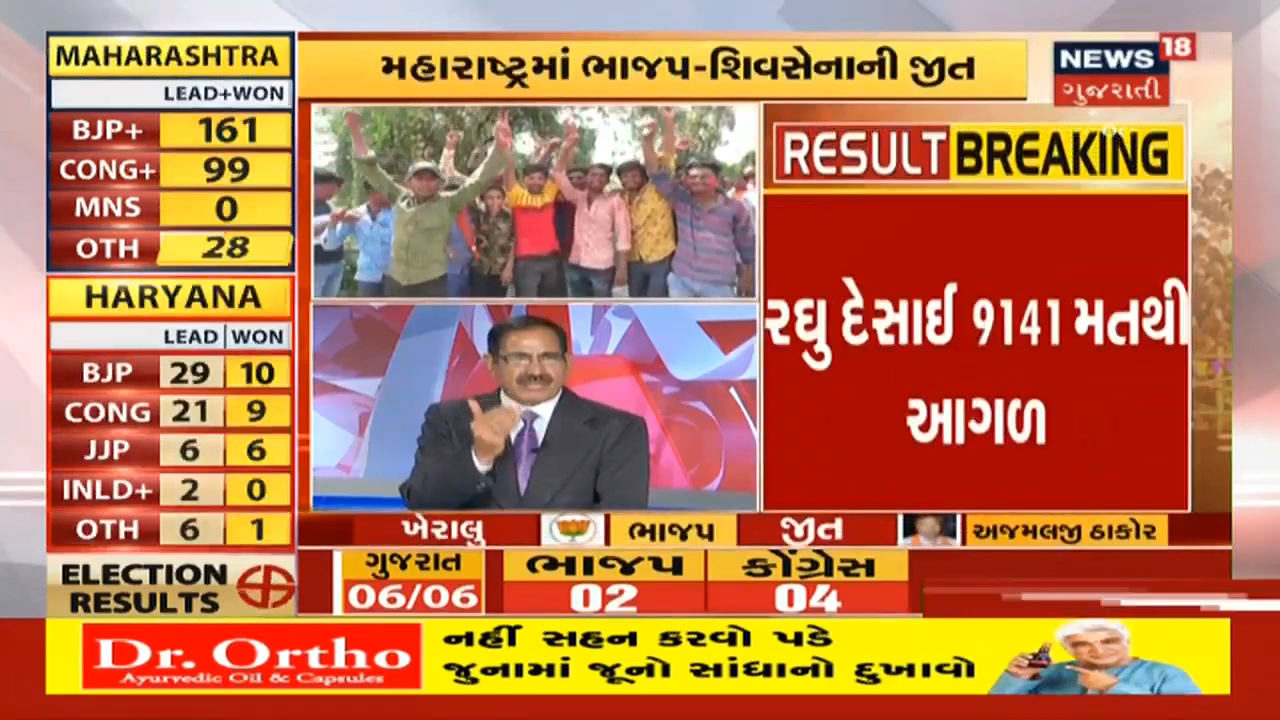 MAHARASHTRA
LEAD+WON
BJP+ 161
CONG+ 99
MNS 0
OTH 28
HARYANA
LEAD WON
BJP 29 10
CONG 21 9
JJP 6 6
INLD+ 2 0
OTH 6 1
ELECTION
RESULTS
મહારાષ્ટ્રમાં ભાજપ-શિવસેનાની જીત
NEWS 18
ગુજરાતી
RESULT BREAKING
રઘુ દેસાઈ 9141 મતથી
આગળ
ખેરાલુ ભાજપ જીત અજમલજી ઠાકોર
ગુજરાત ભાજપ કોંગ્રેસ
06/06 02 04
Dr. Ortho
Ayurvedic Oil & Capsules
નહીં સહન કરવો પડે
જુનામાં જૂનો સાંધાનો દુખાવો